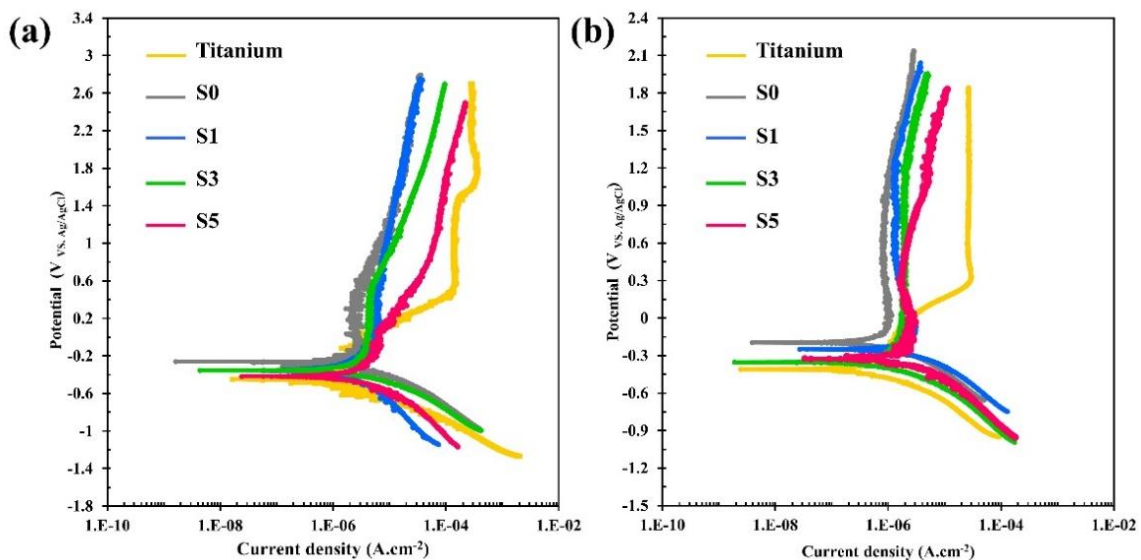 (a)
Titanium
S0
S1
S3
S5
3.4
3
2.6
2.2
1.8
1.4
1
0.6
0.2
-0.2
-0.6
-1
-1.4
-1.8
Potential (V vs. Ag/AgCl)
1.E-10
1.E-08
1.E-06
1.E-04
1.E-02
Current density (A.cm-2)
(b)
Titanium
S0
S1
S3
S5
2.4
2.1
1.8
1.5
1.2
0.9
0.6
0.3
0
-0.3
-0.6
-0.9
-1.2
-1.5
Potential (V vs. Ag/AgCl)
1.E-10
1.E-08
1.E-06
1.E-04
1.E-02
Current density (A.cm-2)